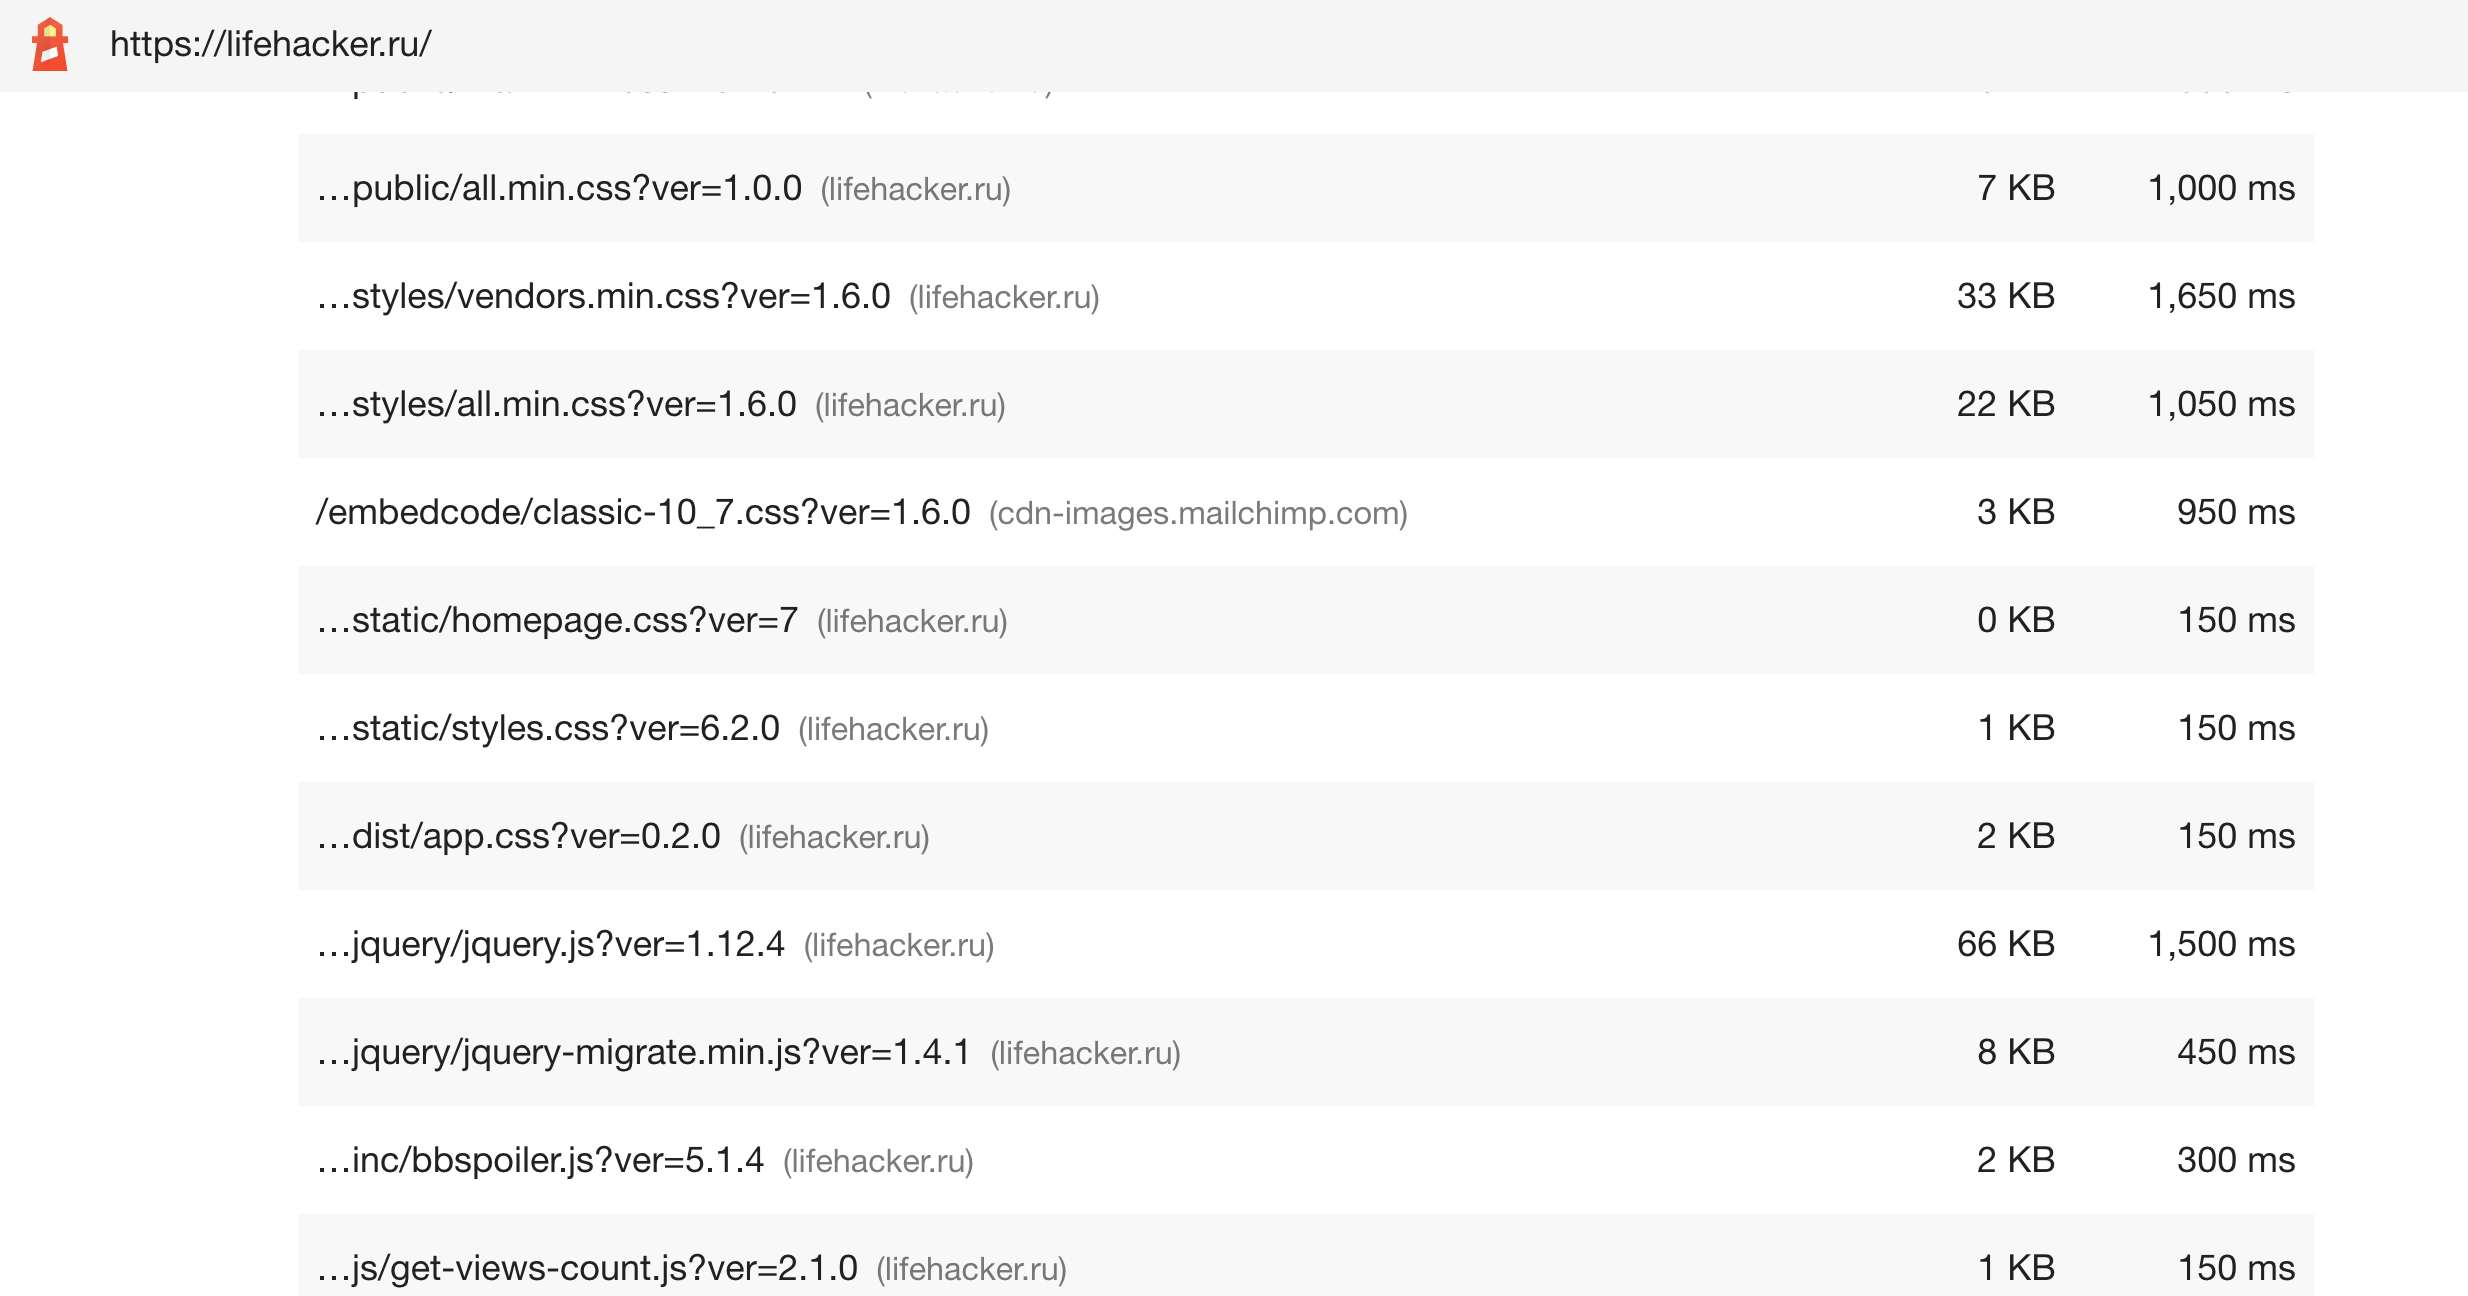 https://lifehacker.ru/
…public/all.min.css?ver=1.0.0 (lifehacker.ru) 7 KB 1,000 ms
…styles/vendors.min.css?ver=1.6.0 (lifehacker.ru) 33 KB 1,650 ms
…styles/all.min.css?ver=1.6.0 (lifehacker.ru) 22 KB 1,050 ms
/embedcode/classic-10_7.css?ver=1.6.0 (cdn-images.mailchimp.com) 3 KB 950 ms
…static/homepage.css?ver=7 (lifehacker.ru) 0 KB 150 ms
…static/styles.css?ver=6.2.0 (lifehacker.ru) 1 KB 150 ms
…dist/app.css?ver=0.2.0 (lifehacker.ru) 2 KB 150 ms
…jquery/jquery.js?ver=1.12.4 (lifehacker.ru) 66 KB 1,500 ms
…jquery/jquery-migrate.min.js?ver=1.4.1 (lifehacker.ru) 8 KB 450 ms
…inc/bbspoiler.js?ver=5.1.4 (lifehacker.ru) 2 KB 300 ms
…js/get-views-count.js?ver=2.1.0 (lifehacker.ru) 1 KB 150 ms